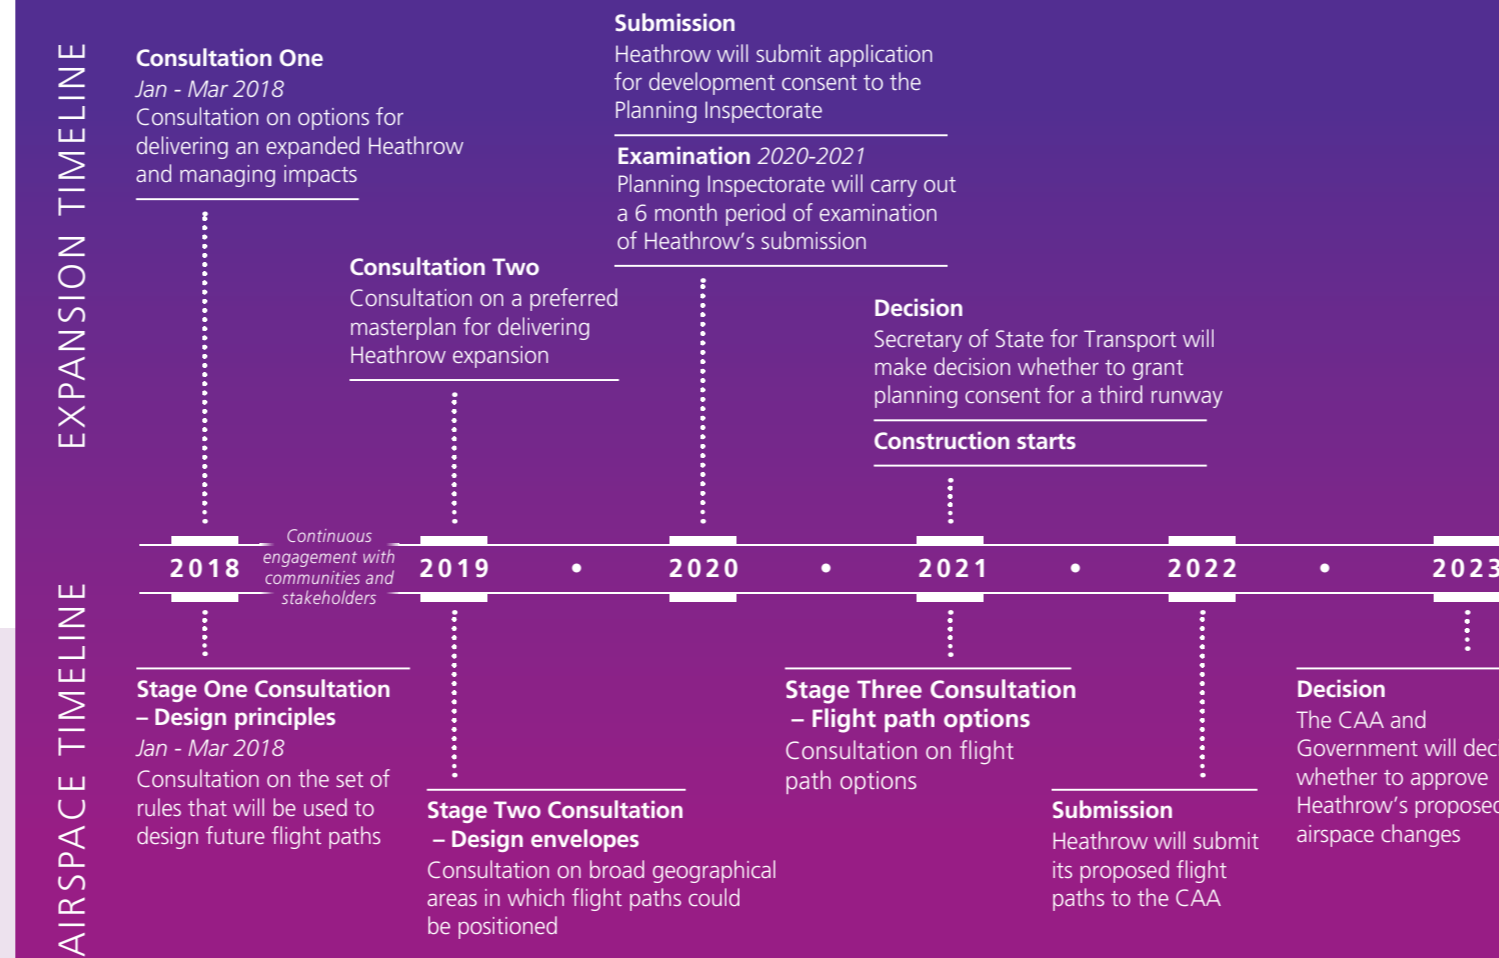 EXPANSION TIMELINE
Consultation One
Jan - Mar 2018
Consultation on options for
delivering an expanded Heathrow
and managing impacts
Consultation Two
Consultation on a preferred
masterplan for delivering
Heathrow expansion
Submission
Heathrow will submit application
for development consent to the
Planning Inspectorate
Examination 2020-2021
Planning Inspectorate will carry out
a 6 month period of examination
of Heathrow’s submission
Decision
Secretary of State for Transport will
make decision whether to grant
planning consent for a third runway
Construction starts
2018
Continuous
engagement with
communities and
stakeholders
2019 • 2020 • 2021 • 2022 • 2023
AIRSPACE TIMELINE
Stage One Consultation
– Design principles
Jan - Mar 2018
Consultation on the set of
rules that will be used to
design future flight paths
Stage Two Consultation
– Design envelopes
Consultation on broad geographical
areas in which flight paths could
be positioned
Stage Three Consultation
– Flight path options
Consultation on flight
path options
Submission
Heathrow will submit
its proposed flight
paths to the CAA
Decision
The CAA and
Government will
whether to approve
Heathrow’s proposed
airspace changes